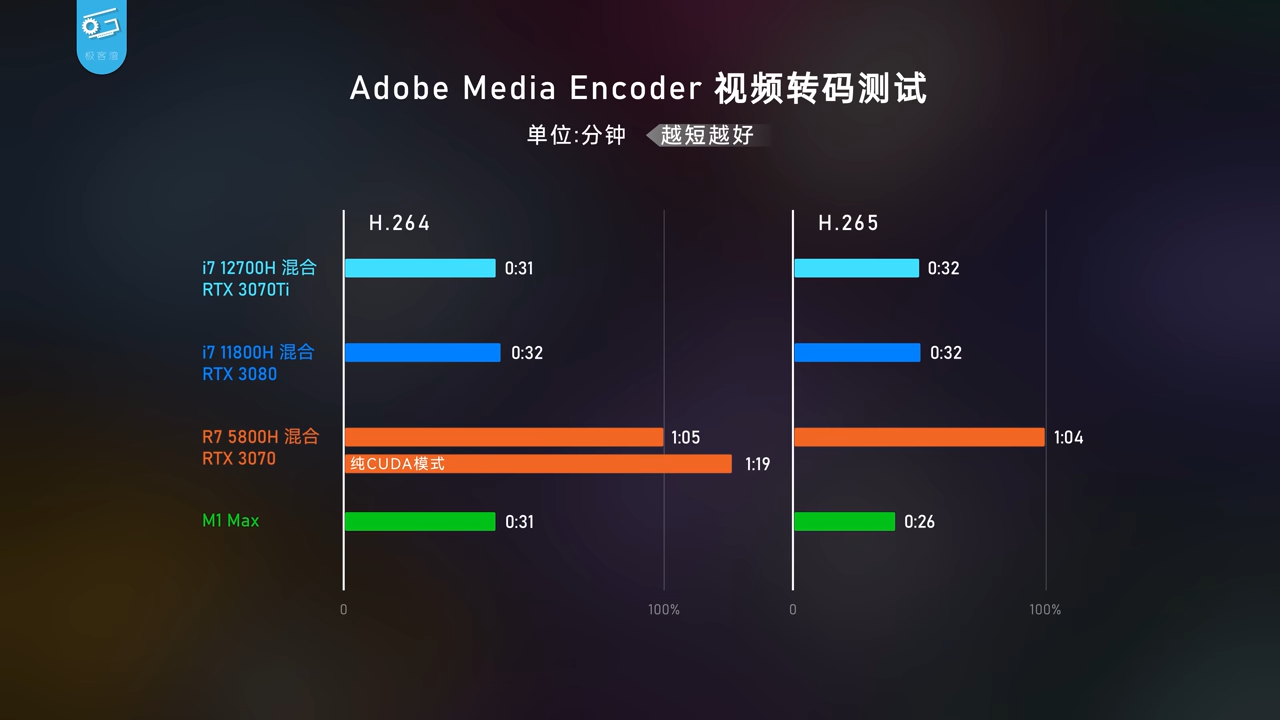 极客湾
Adobe Media Encoder 视频转码测试
单位:分钟 越短越好
H.264
H.265
i7 12700H 混合
RTX 3070Ti
0:31
0:32
i7 11800H 混合
RTX 3080
0:32
0:32
R7 5800H 混合
RTX 3070
1:05
1:04
纯CUDA模式
1:19
M1 Max
0:31
0:26
0
100%
0
100%